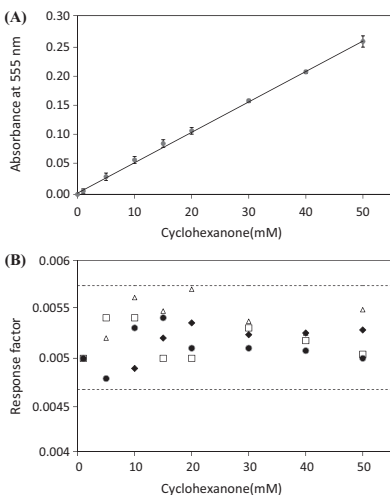 (A)
Absorbance at 555 nm
0.30
0.25
0.20
0.15
0.10
0.05
0.00
0 10 20 30 40 50 60
Cyclohexanone(mM)
(B)
Response factor
0.006
0.0055
0.005
0.0045
0.004
0 10 20 30 40 50 60
Cyclohexanone(mM)